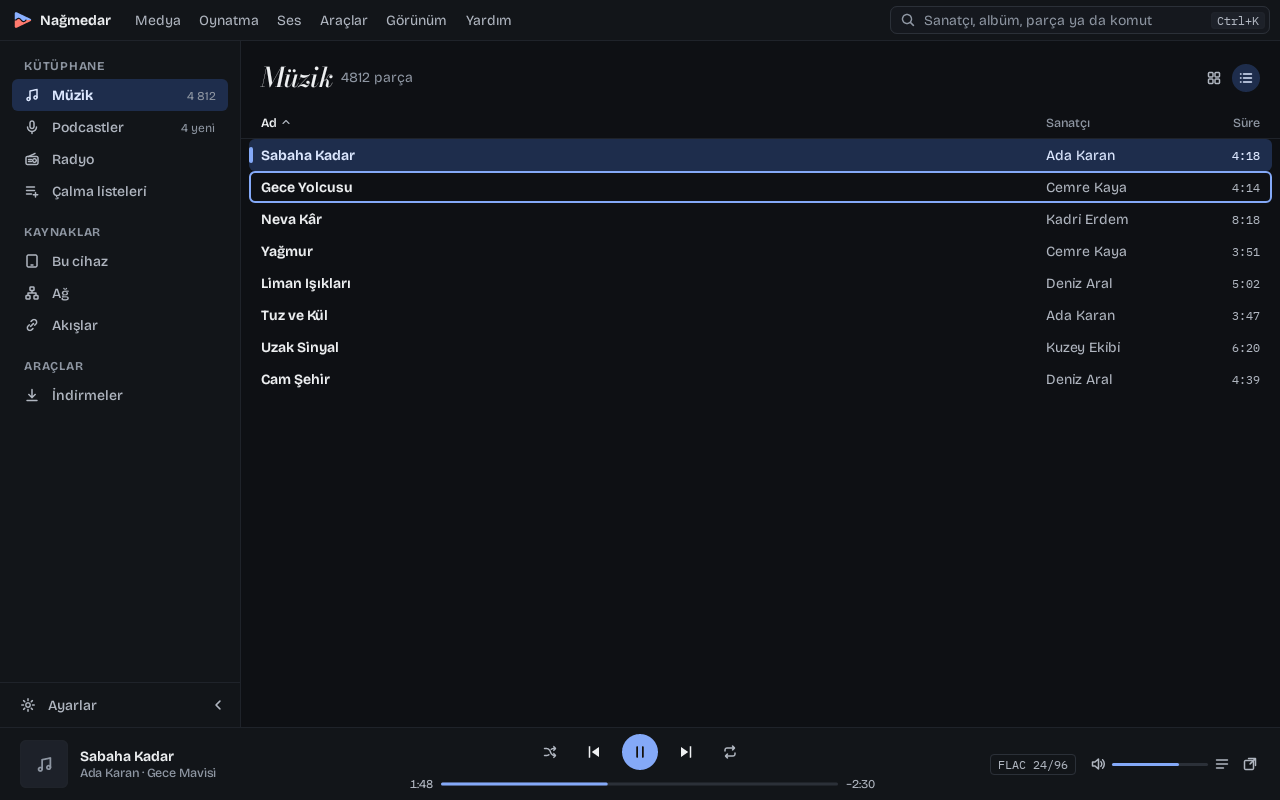 Nağmedar Medya Oynatma Ses Araçlar Görünüm Yardım Sanatçı, albüm, parça ya da komut Ctrl+K
KÜTÜPHANE
Müzik 4 812
Podcastler 4 yeni
Radyo
Çalma listeleri
KAYNAKLAR
Bu cihaz
Ağ
Akışlar
ARAÇLAR
İndirmeler
Ayarlar
Müzik 4812 parça
Ad Sanatçı Süre
Sabaha Kadar Ada Karan 4:18
Gece Yolcusu Cemre Kaya 4:14
Neva Kâr Kadri Erdem 8:18
Yağmur Cemre Kaya 3:51
Liman Işıkları Deniz Aral 5:02
Tuz ve Kül Ada Karan 3:47
Uzak Sinyal Kuzey Ekibi 6:20
Cam Şehir Deniz Aral 4:39
Sabaha Kadar
Ada Karan · Gece Mavisi
1:48 −2:30
FLAC 24/96